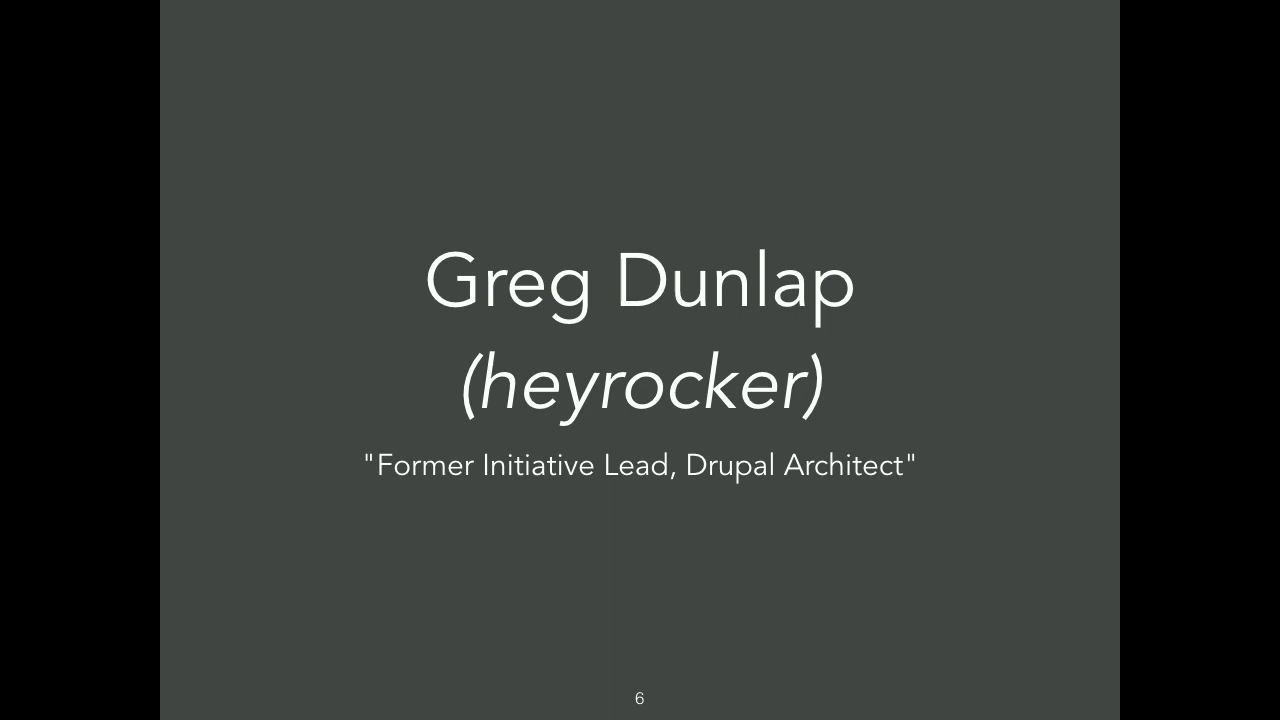 Greg Dunlap
(heyrocker)
"Former Initiative Lead, Drupal Architect"
6